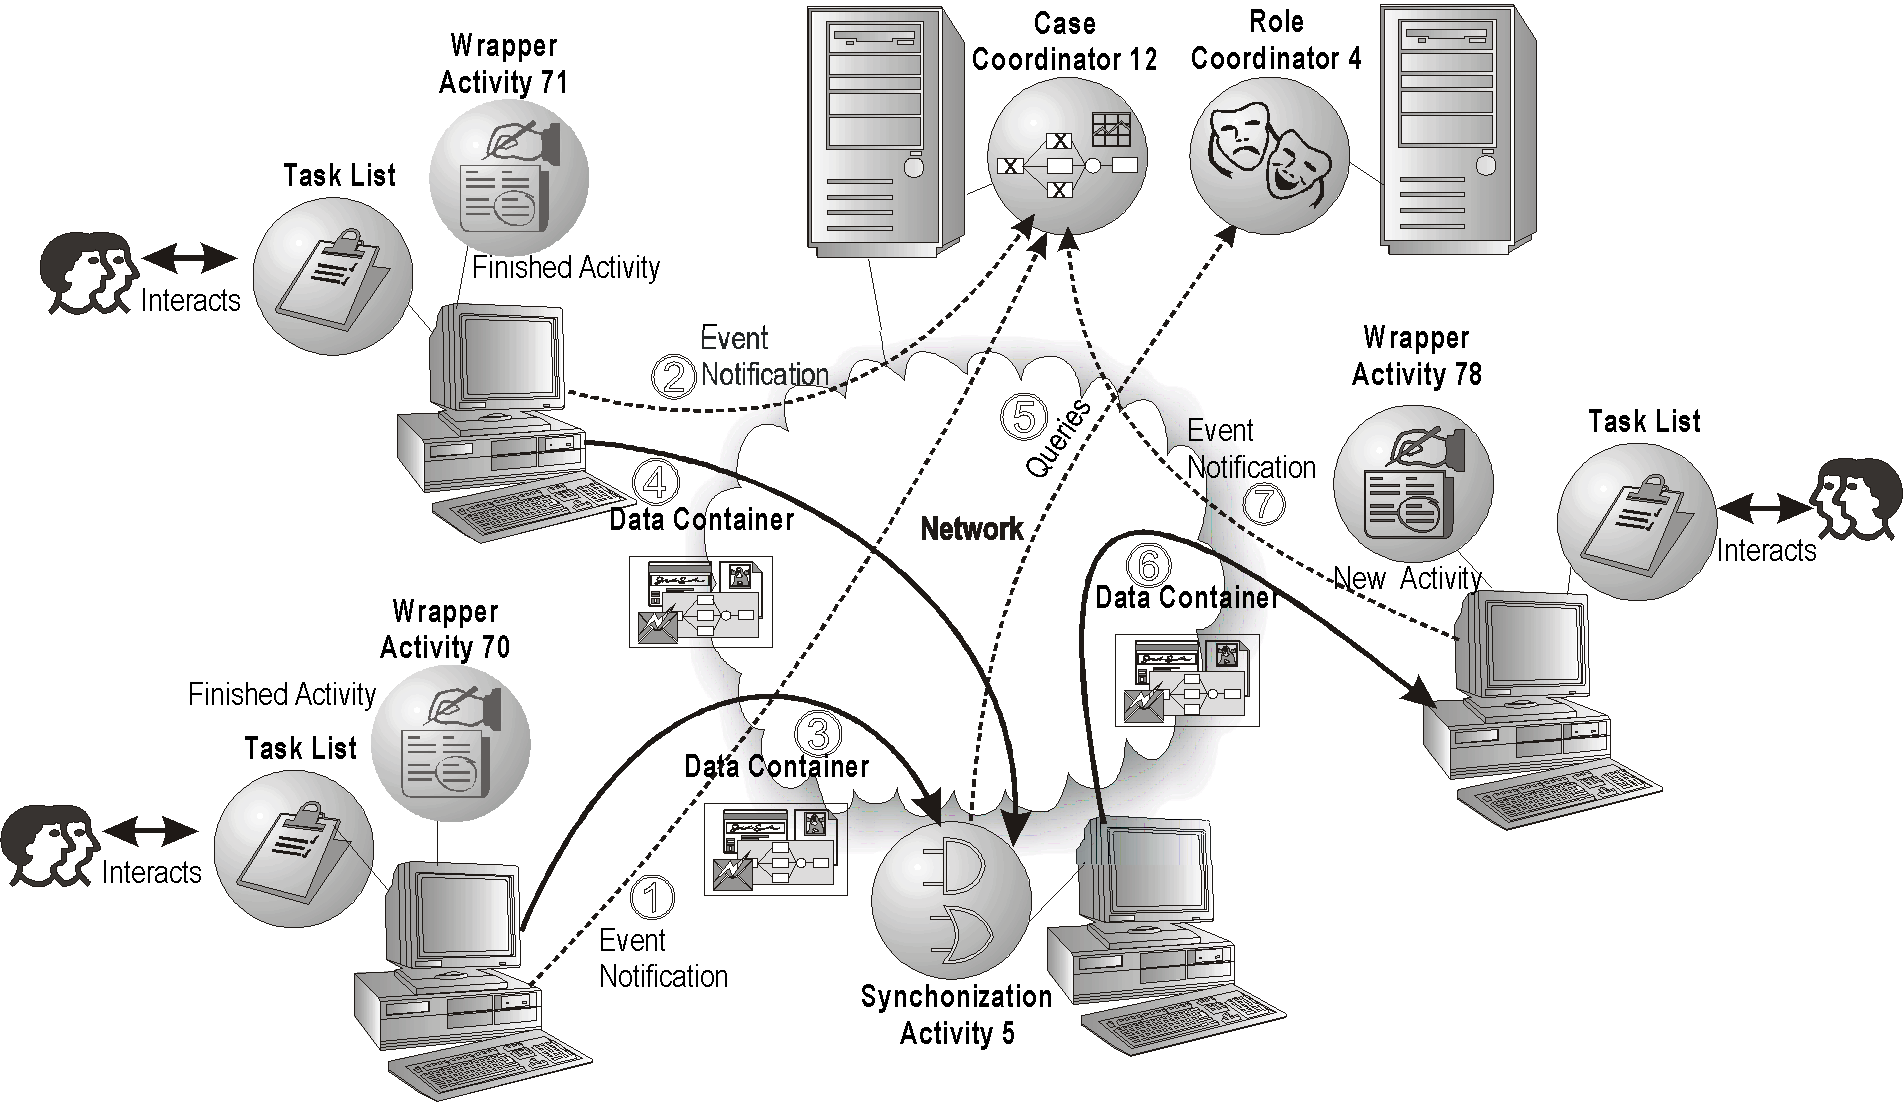 Case
Coordinator 12
Role
Coordinator 4
Wrapper
Activity 71
Task List
Finished Activity
Interacts
X
X
X
Event
Notification
2
5
Queries
Wrapper
Activity 78
Task List
Event
Notification
7
4
Data Container
Network
Interacts
6
New Activity
Data Container
Wrapper
Activity 70
Finished Activity
Task List
3
Data Container
Interacts
1
Event
Notification
Synchonization
Activity 5